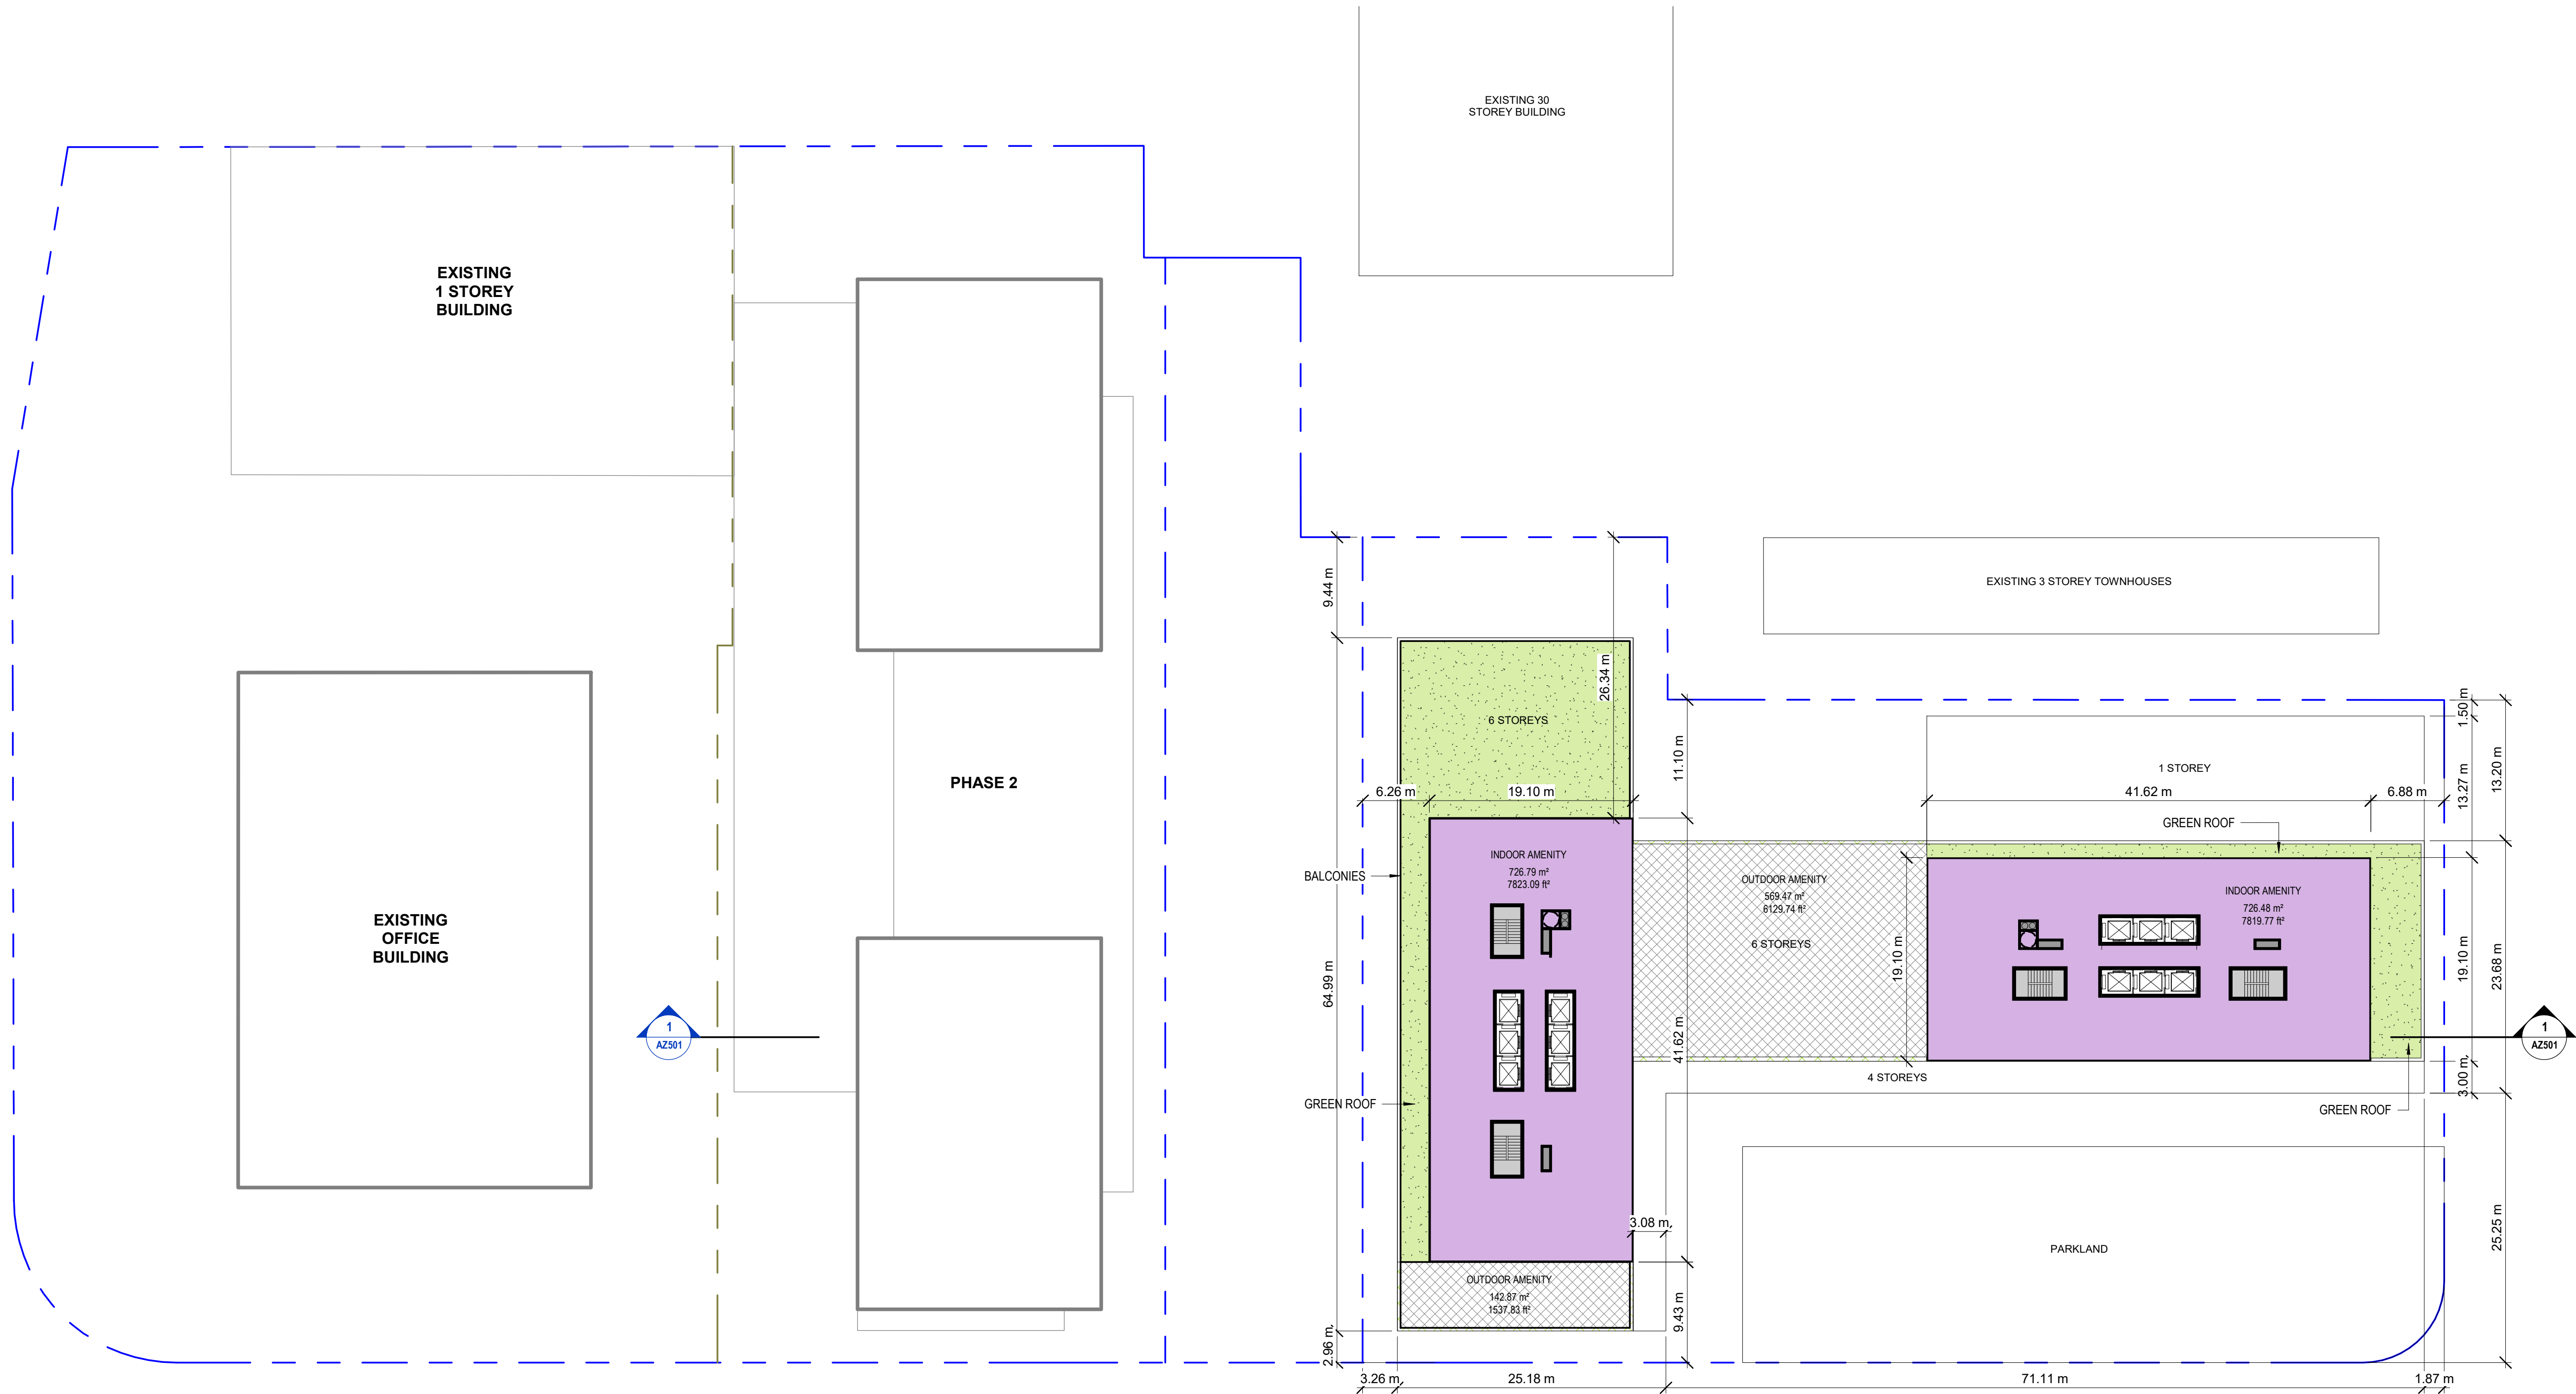 EXISTING 30
STOREY BUILDING
EXISTING
1 STOREY
BUILDING
EXISTING 3 STOREY TOWNHOUSES
9.44 m
26.34 m
6 STOREYS
1.50 m
11.10 m
1 STOREY
13.27 m
13.20 m
PHASE 2
6.26 m
19.10 m
41.62 m
6.88 m
GREEN ROOF
INDOOR AMENITY
726.79 m²
7823.09 ft²
BALCONIES
OUTDOOR AMENITY
569.47 m²
6129.74 ft²
INDOOR AMENITY
726.48 m²
7819.77 ft²
EXISTING
OFFICE
BUILDING
6 STOREYS
19.10 m
64.99 m
19.10 m
23.68 m
1
AZ501
41.62 m
1
AZ501
4 STOREYS
3.00 m
GREEN ROOF
GREEN ROOF
3.08 m
25.25 m
PARKLAND
OUTDOOR AMENITY
142.87 m²
1537.83 ft²
9.43 m
2.96 m
3.26 m
25.18 m
71.11 m
1.87 m